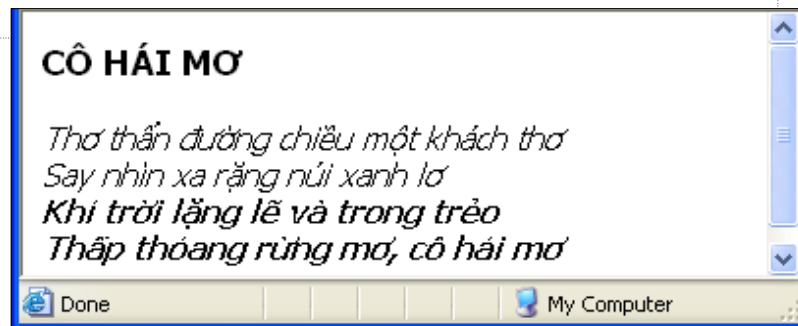 CÔ HÁI MƠ
Thơ thẩn đường chiều một khách thơ
Say nhìn xa rặng núi xanh lơ
Khí trời lặng lẽ và trong trẻo
Thấp thóang rừng mơ, cô hái mơ
Done
My Computer